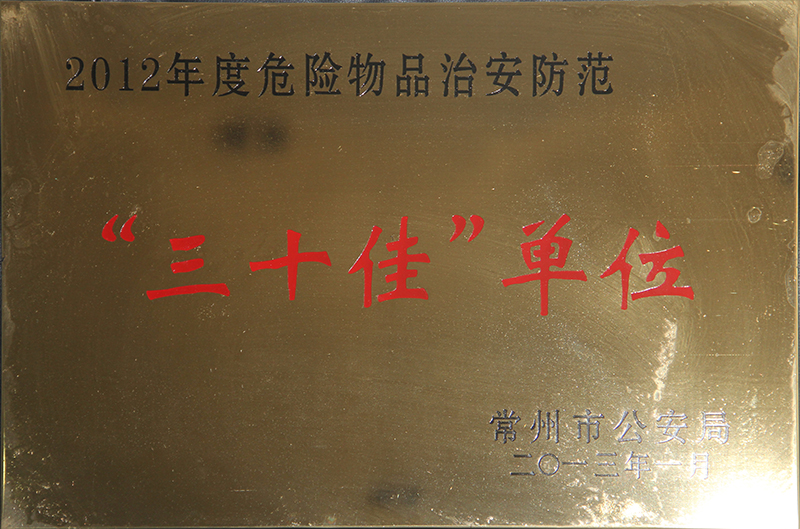 2012年度危险物品治安防范
“三十佳”单位
常州市公安局
二〇一三年一月